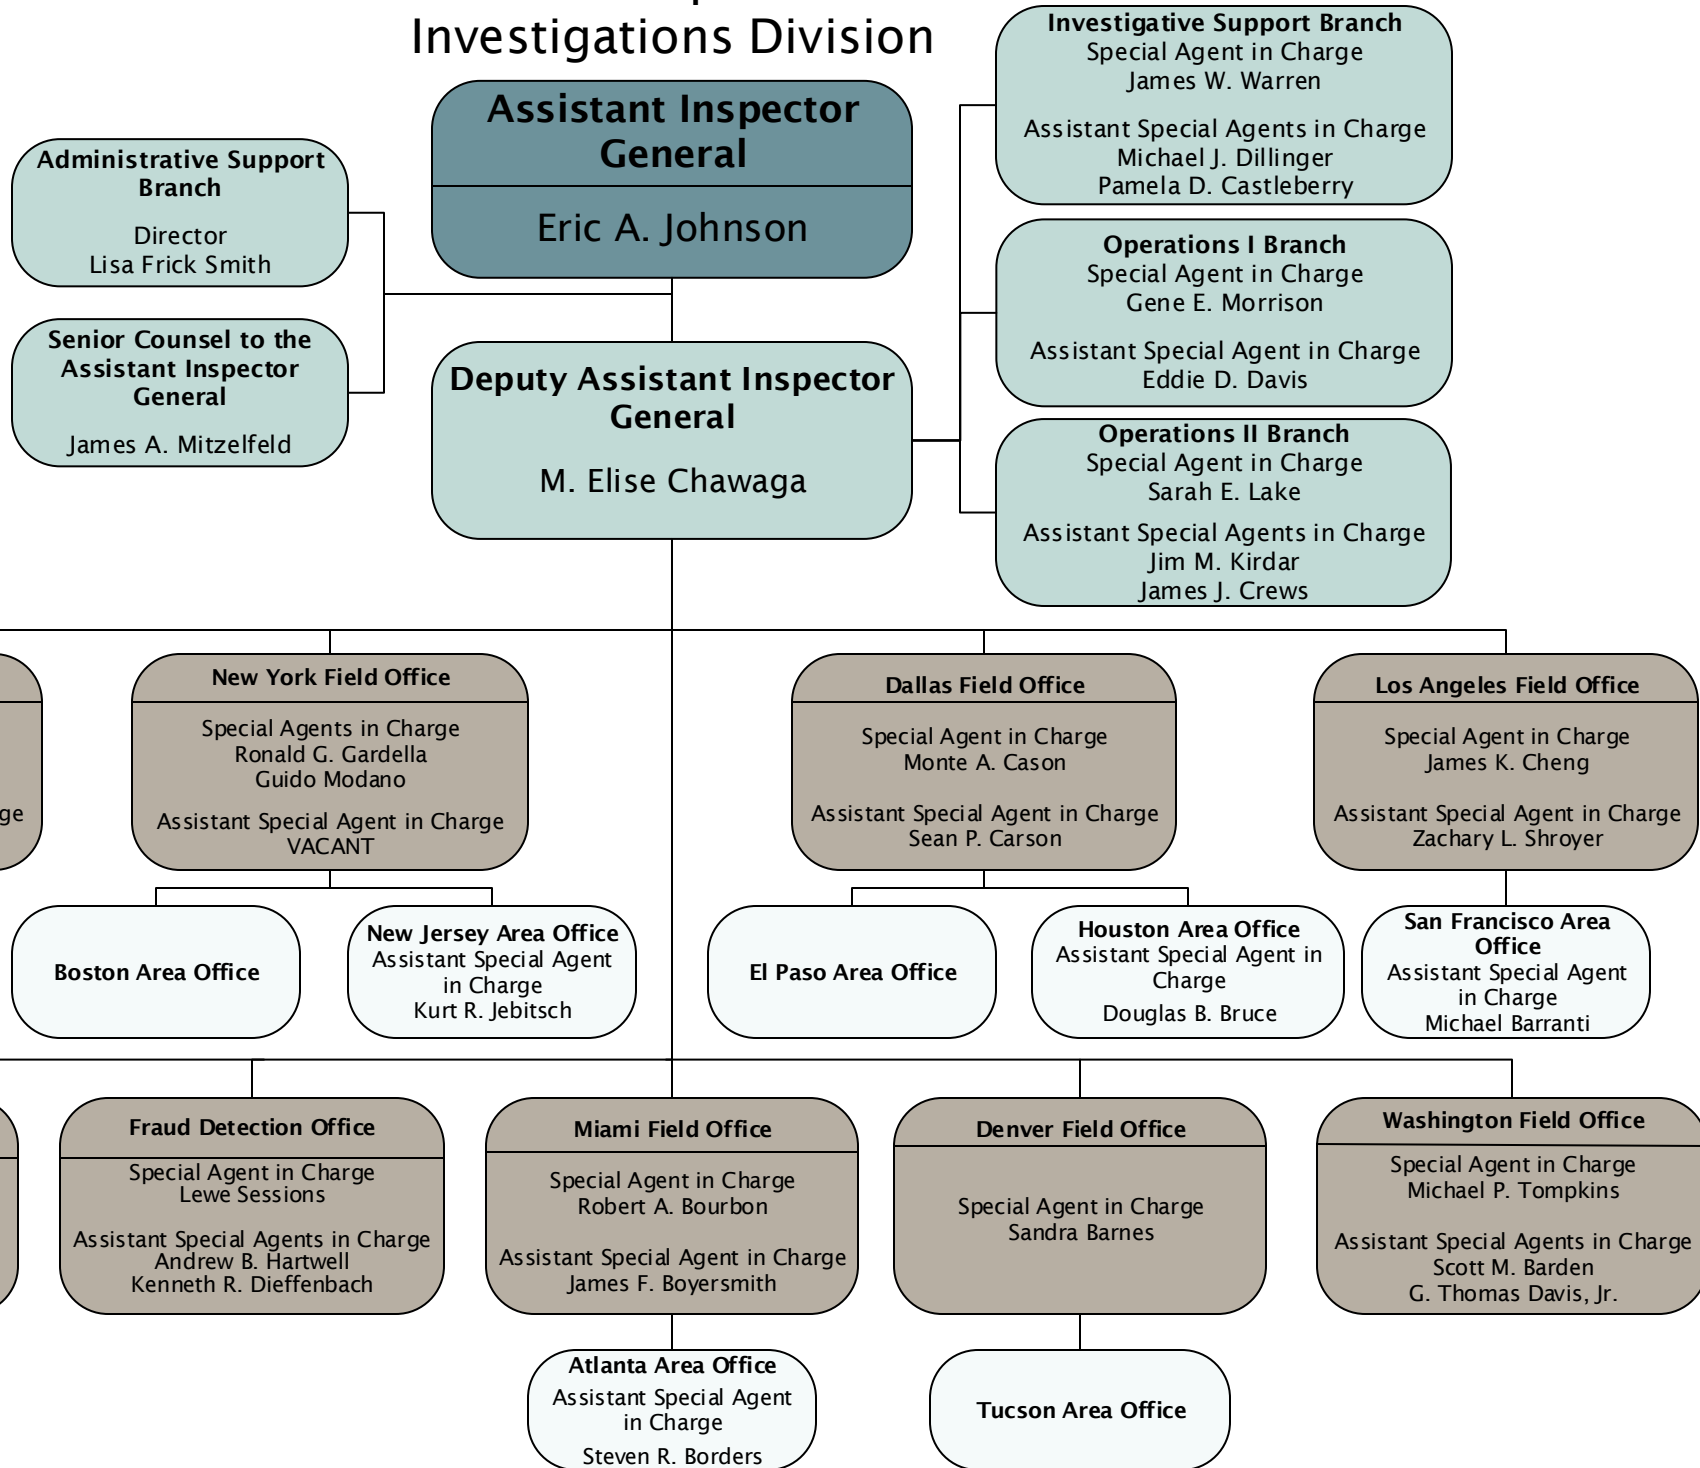 Investigations Division
Assistant Inspector
General
Eric A. Johnson
Administrative Support
Branch
Director
Lisa Frick Smith
Senior Counsel to the
Assistant Inspector
General
James A. Mitzelfeld
Deputy Assistant Inspector
General
M. Elise Chawaga
Investigative Support Branch
Special Agent in Charge
James W. Warren
Assistant Special Agents in Charge
Michael J. Dillinger
Pamela D. Castleberry
Operations I Branch
Special Agent in Charge
Gene E. Morrison
Assistant Special Agent in Charge
Eddie D. Davis
Operations II Branch
Special Agent in Charge
Sarah E. Lake
Assistant Special Agents in Charge
Jim M. Kirdar
James J. Crews
ge
New York Field Office
Special Agents in Charge
Ronald G. Gardella
Guido Modano
Assistant Special Agent in Charge
VACANT
Dallas Field Office
Special Agent in Charge
Monte A. Cason
Assistant Special Agent in Charge
Sean P. Carson
Los Angeles Field Office
Special Agent in Charge
James K. Cheng
Assistant Special Agent in Charge
Zachary L. Shroyer
Boston Area Office
New Jersey Area Office
Assistant Special Agent
in Charge
Kurt R. Jebitsch
El Paso Area Office
Houston Area Office
Assistant Special Agent in
Charge
Douglas B. Bruce
San Francisco Area
Office
Assistant Special Agent
in Charge
Michael Barranti
Fraud Detection Office
Special Agent in Charge
Lewe Sessions
Assistant Special Agents in Charge
Andrew B. Hartwell
Kenneth R. Dieffenbach
Miami Field Office
Special Agent in Charge
Robert A. Bourbon
Assistant Special Agent in Charge
James F. Boyersmith
Denver Field Office
Special Agent in Charge
Sandra Barnes
Washington Field Office
Special Agent in Charge
Michael P. Tompkins
Assistant Special Agents in Charge
Scott M. Barden
G. Thomas Davis, Jr.
Atlanta Area Office
Assistant Special Agent
in Charge
Steven R. Borders
Tucson Area Office